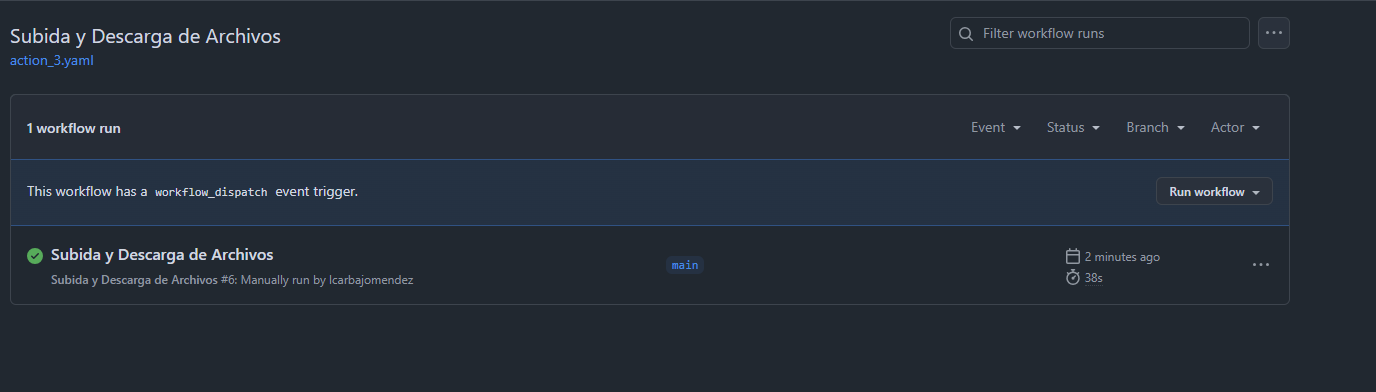 Subida y Descarga de Archivos
Filter workflow runs
action_3.yaml
1 workflow run
Event
Status
Branch
Actor
This workflow has a workflow_dispatch event trigger.
Run workflow
Subida y Descarga de Archivos
main
2 minutes ago
Subida y Descarga de Archivos #6: Manually run by lcarbajomendez
38s